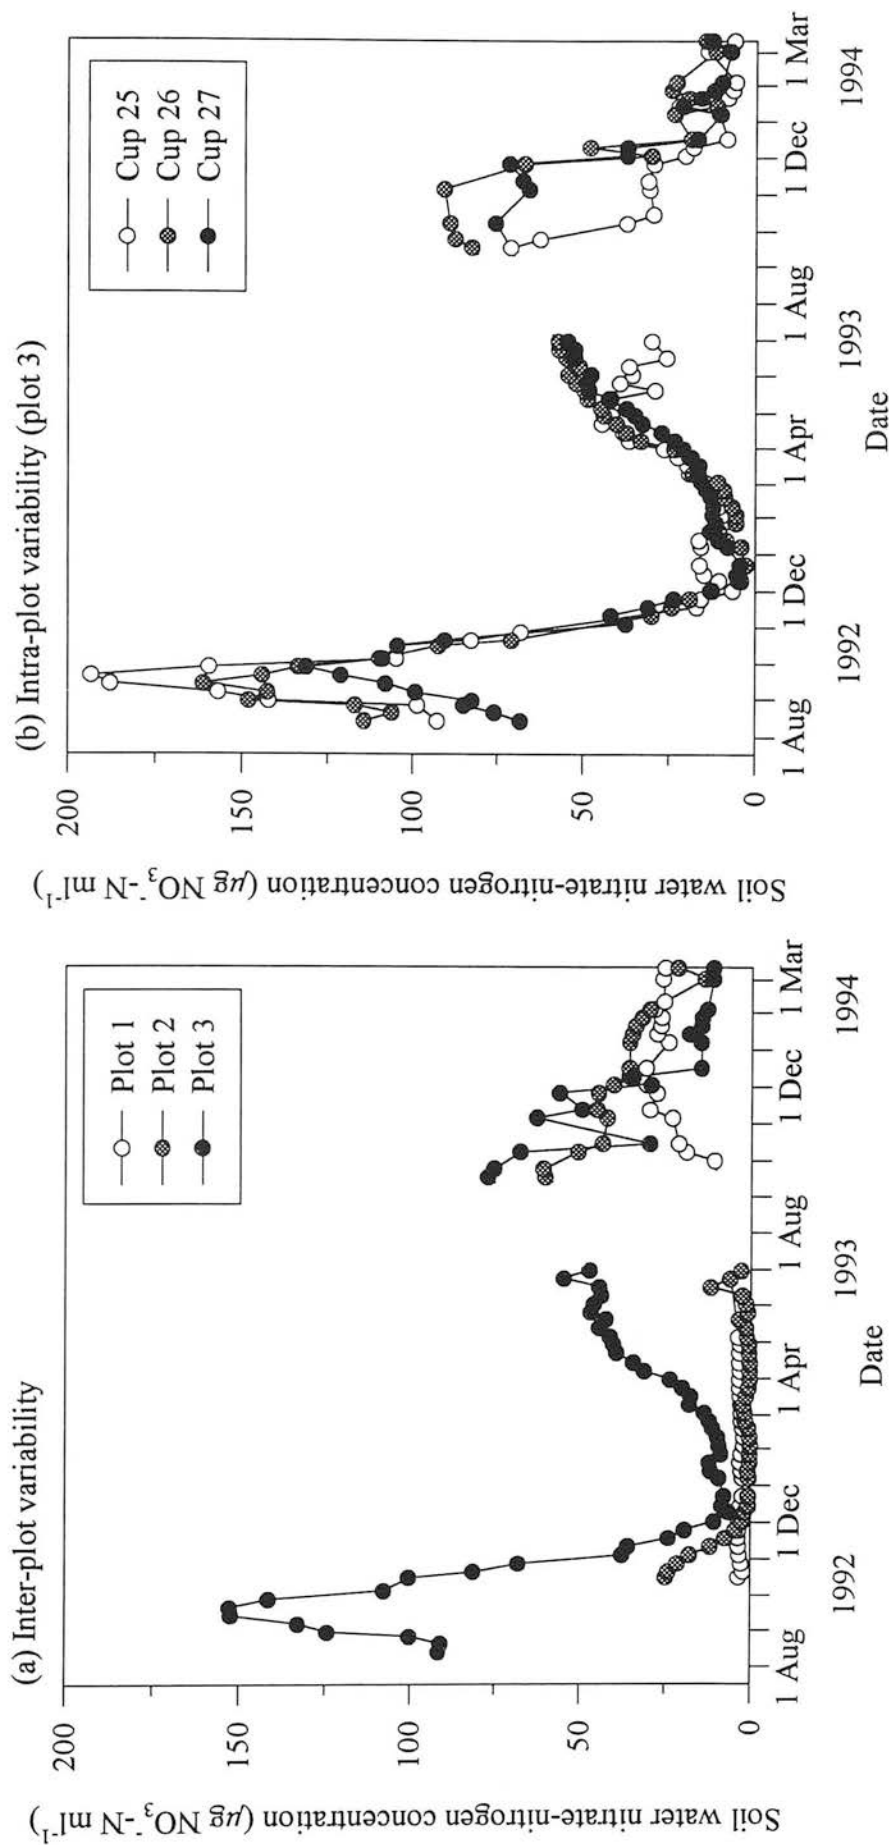 (a) Inter-plot variability
Soil water nitrate-nitrogen concentration (µg NO₃⁻-N ml⁻¹)
200
150
100
50
0
Plot 1
Plot 2
Plot 3
1 Aug
1 Dec
1 Apr
1 Aug
1 Dec
1 Mar
1992
1993
1994
Date
(b) Intra-plot variability (plot 3)
Soil water nitrate-nitrogen concentration (µg NO₃⁻-N ml⁻¹)
200
150
100
50
0
Cup 25
Cup 26
Cup 27
1 Aug
1 Dec
1 Apr
1 Aug
1 Dec
1 Mar
1992
1993
1994
Date